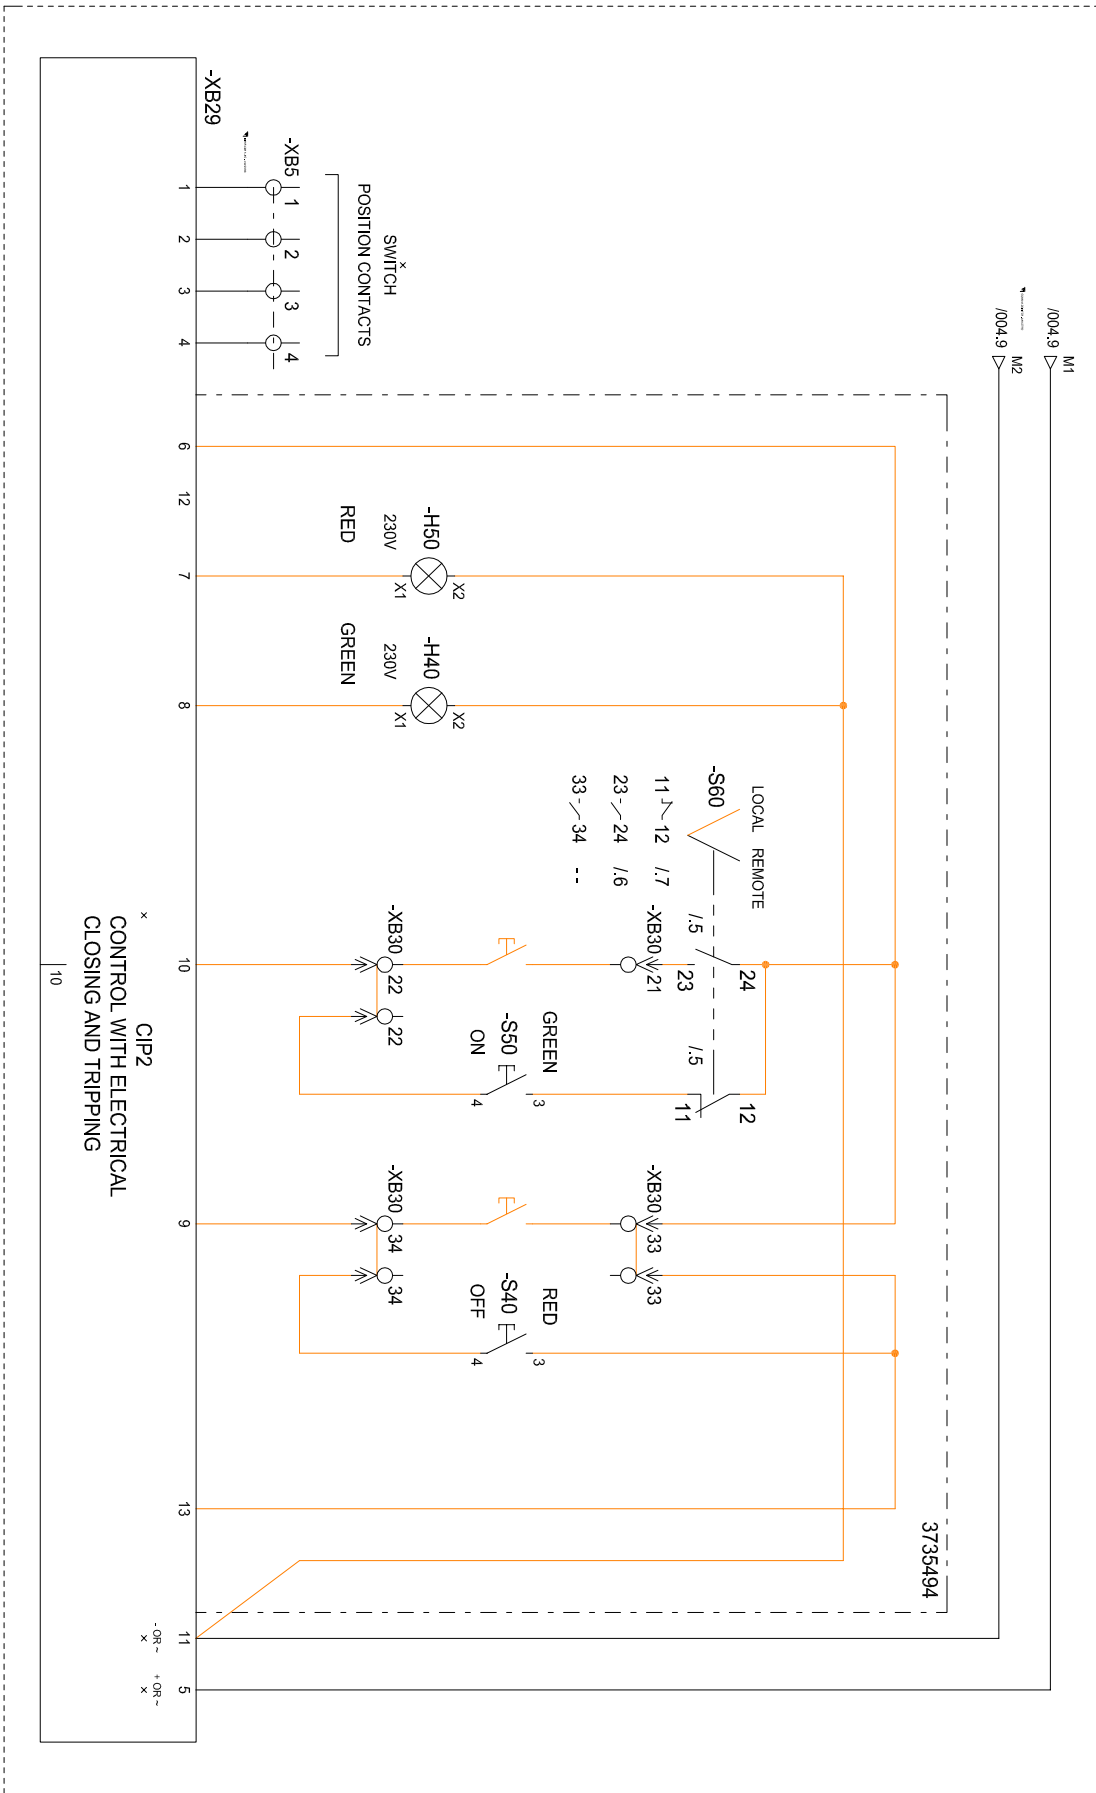 /004.9
M1
/004.9
M2
3735494
SWITCH
×
POSITION CONTACTS
-XB5
1
2
3
4
-XB29
1
2
3
4
6
12
7
8
10
9
13
11
5
-H50
230V
RED
X1
X2
-H40
230V
GREEN
X1
X2
LOCAL REMOTE
-S60
11 12 /.7
23 24 /.6
33 34 --
/.5
24
23
/.5
12
11
-XB30
21
-XB30
22
22
GREEN
-S50
ON
3
4
-XB30
33
33
-XB30
34
34
RED
-S40
OFF
3
4
- OR ~
×
+ OR ~
×
10
×
CIP2
CONTROL WITH ELECTRICAL
CLOSING AND TRIPPING